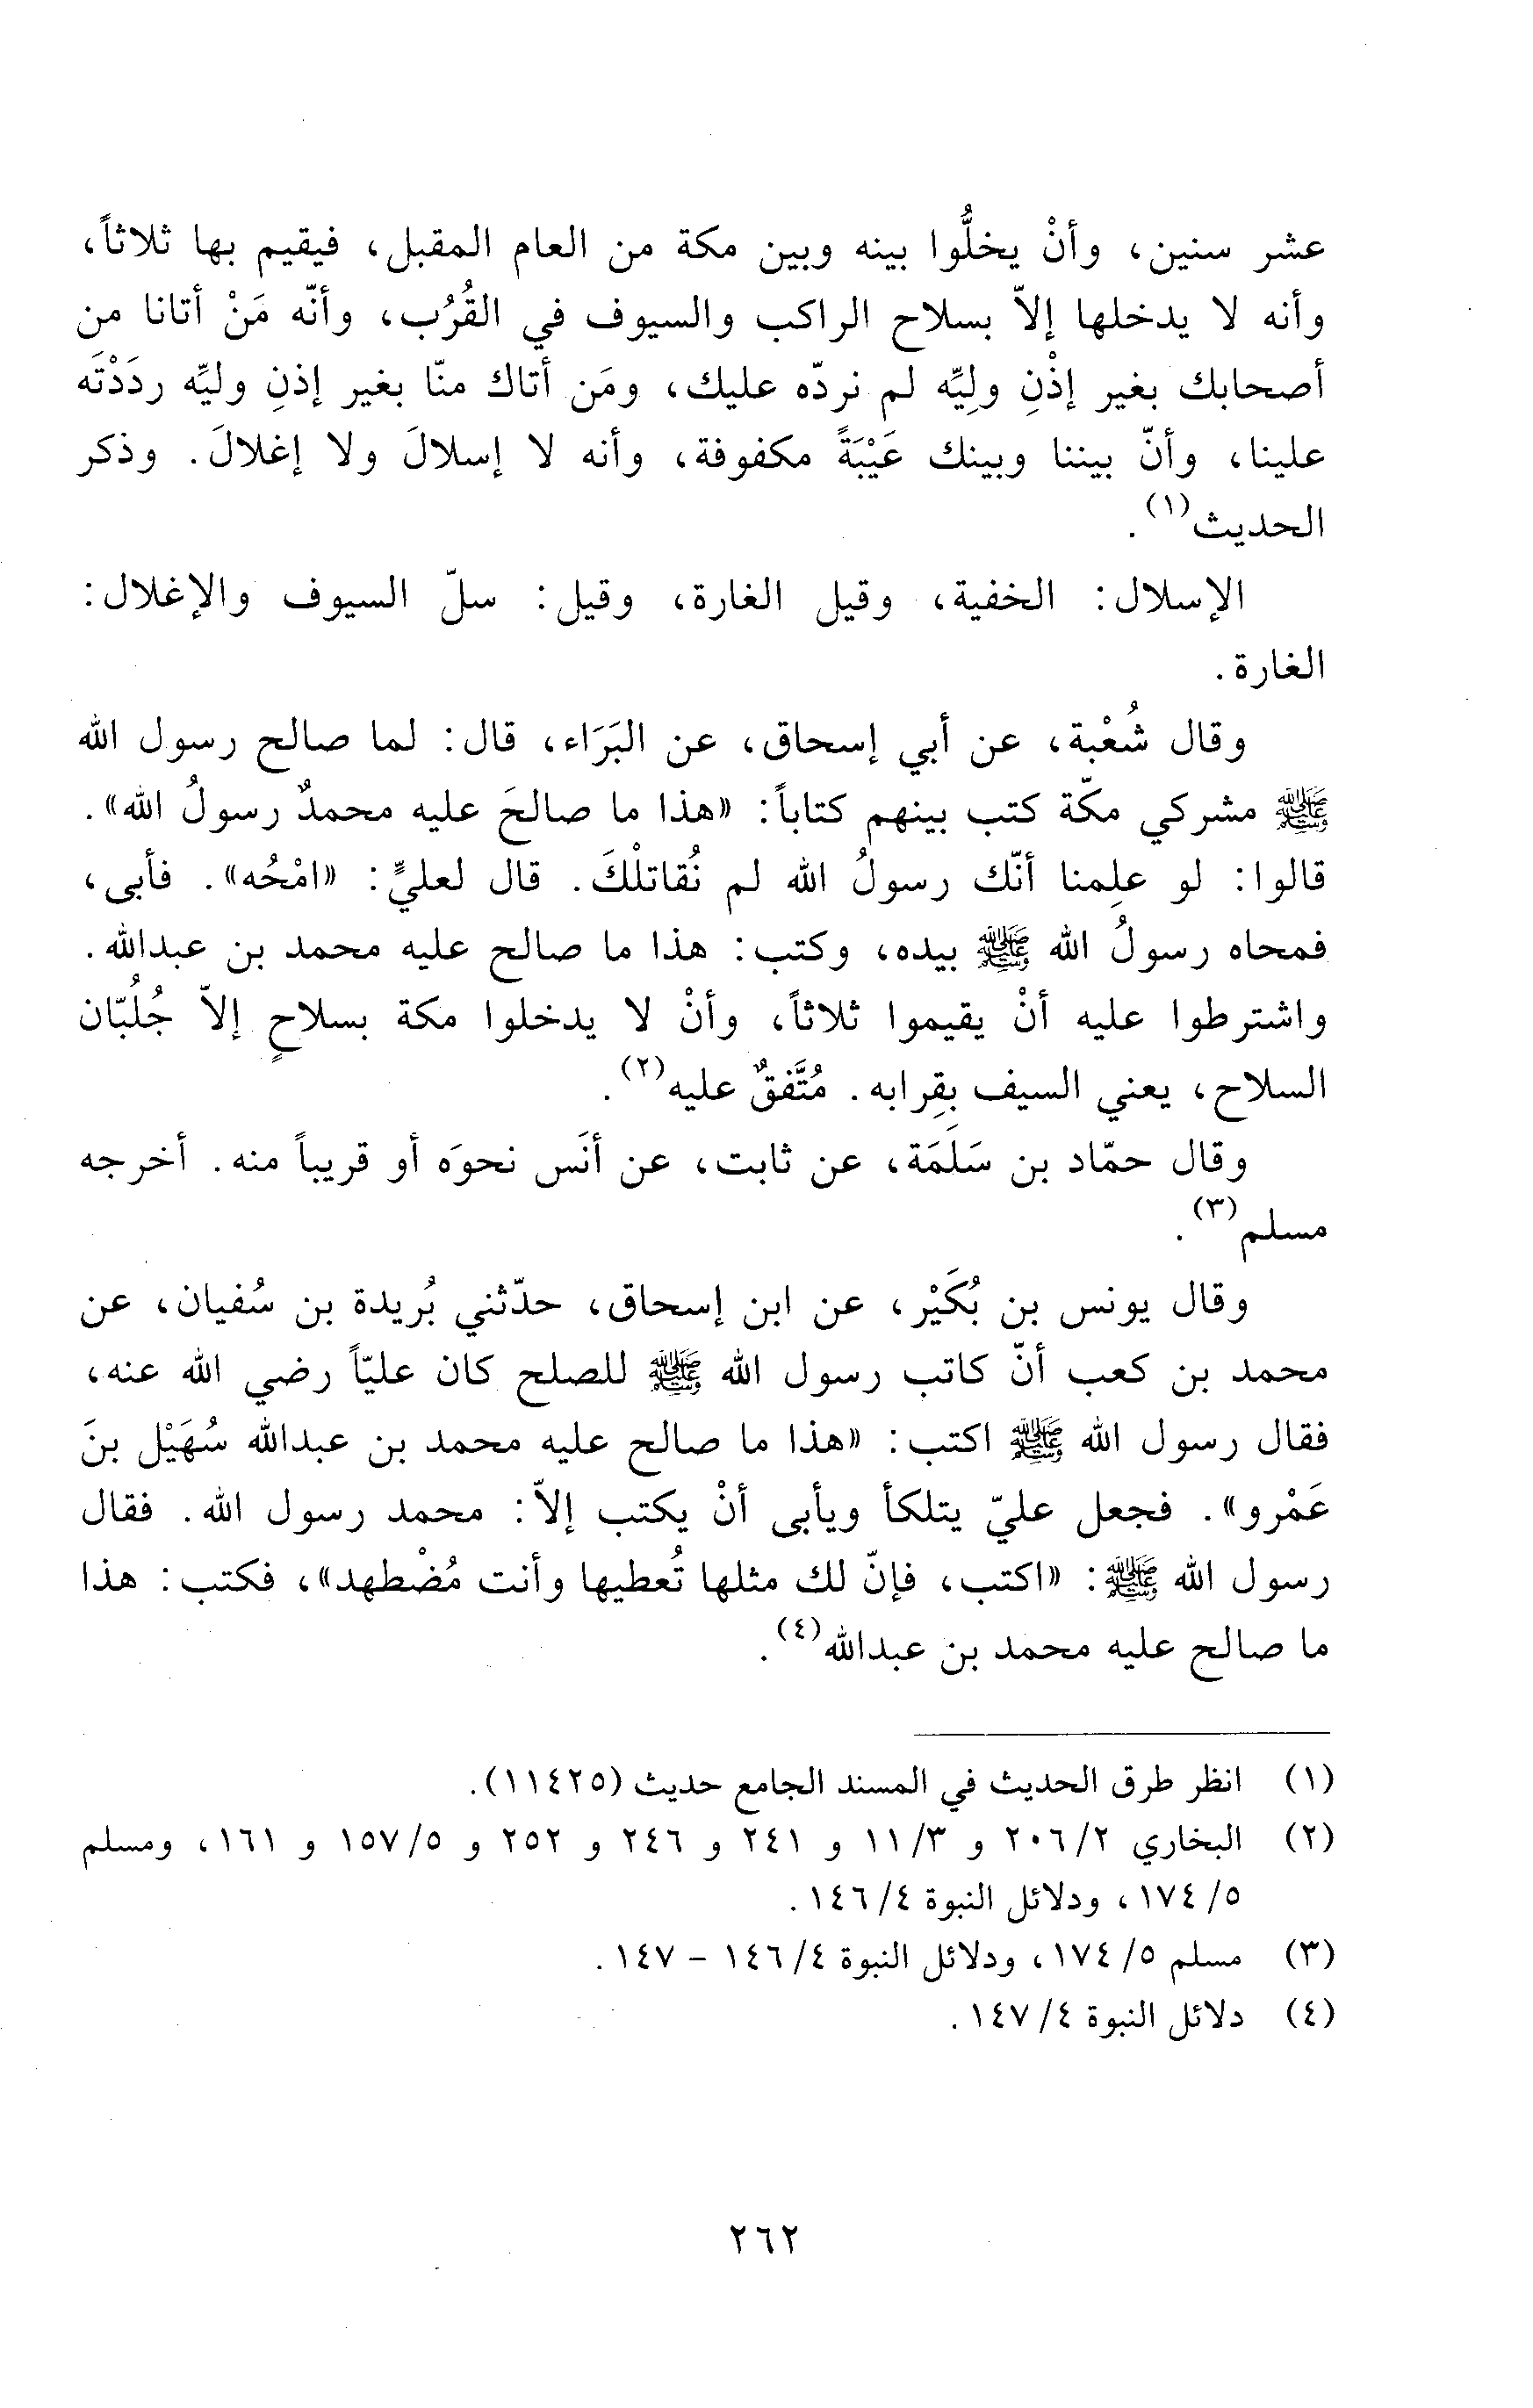 عشر سنين، وأنْ يخلُّوا بينه وبين مكة من العام المقبل، فيقيم بها ثلاثاً،
وأنه لا يدخلها إلاّ بسلاح الراكب والسيوف في القُرُب، وأنّه مَنْ أتانا من
أصحابك بغير إذْنِ ولِيِّه لم نردّه عليك، ومَن أتاك منّا بغير إذنِ وليِّه ردَدْتَه
علينا، وأنّ بيننا وبينك عَيْبَةً مكفوفة، وأنه لا إسلالَ ولا إغلالَ. وذكر
الحديث(١).
الإسلال: الخفية، وقيل الغارة، وقيل: سلّ السيوف والإغلال:
الغارة.
وقال شُعْبة، عن أبي إسحاق، عن البَرَاء، قال: لما صالح رسول الله
ﷺ مشركي مكّة كتب بينهم كتاباً: «هذا ما صالحَ عليه محمدٌ رسولُ الله».
قالوا: لو علِمنا أنّك رسولُ الله لم نُقاتلْكَ. قال لعليٍّ: «امْحُه». فأبى،
فمحاه رسولُ الله ﷺ بيده، وكتب: هذا ما صالح عليه محمد بن عبدالله.
واشترطوا عليه أنْ يقيموا ثلاثاً، وأنْ لا يدخلوا مكة بسلاحٍ إلاّ جُلُبّان
السلاح، يعني السيف بقِرابه. مُتَّفقٌ عليه(٢).
وقال حمّاد بن سَلَمَة، عن ثابت، عن أنَس نحوَه أو قريباً منه. أخرجه
مسلم(٣).
وقال يونس بن بُكَيْر، عن ابن إسحاق، حدّثني بُريدة بن سُفيان، عن
محمد بن كعب أنّ كاتب رسول الله ﷺ للصلح كان عليّاً رضي الله عنه،
فقال رسول الله ﷺ اكتب: «هذا ما صالح عليه محمد بن عبدالله سُهَيْل بنَ
عَمْرو». فجعل عليّ يتلكأ ويأبى أنْ يكتب إلاّ: محمد رسول الله. فقال
رسول الله ﷺ: «اكتب، فإنّ لك مثلها تُعطيها وأنت مُضْطهد»، فكتب: هذا
ما صالح عليه محمد بن عبدالله(٤).
(١) انظر طرق الحديث في المسند الجامع حديث (١١٤٢٥).
(٢) البخاري ٢٠٦/٢ و ١١/٣ و ٢٤١ و ٢٤٦ و ٢٥٢ و ١٥٧/٥ و ١٦١، ومسلم
١٧٤/٥، ودلائل النبوة ١٤٦/٤.
(٣) مسلم ١٧٤/٥، ودلائل النبوة ١٤٦/٤ - ١٤٧.
(٤) دلائل النبوة ١٤٧/٤.
٢٦٢